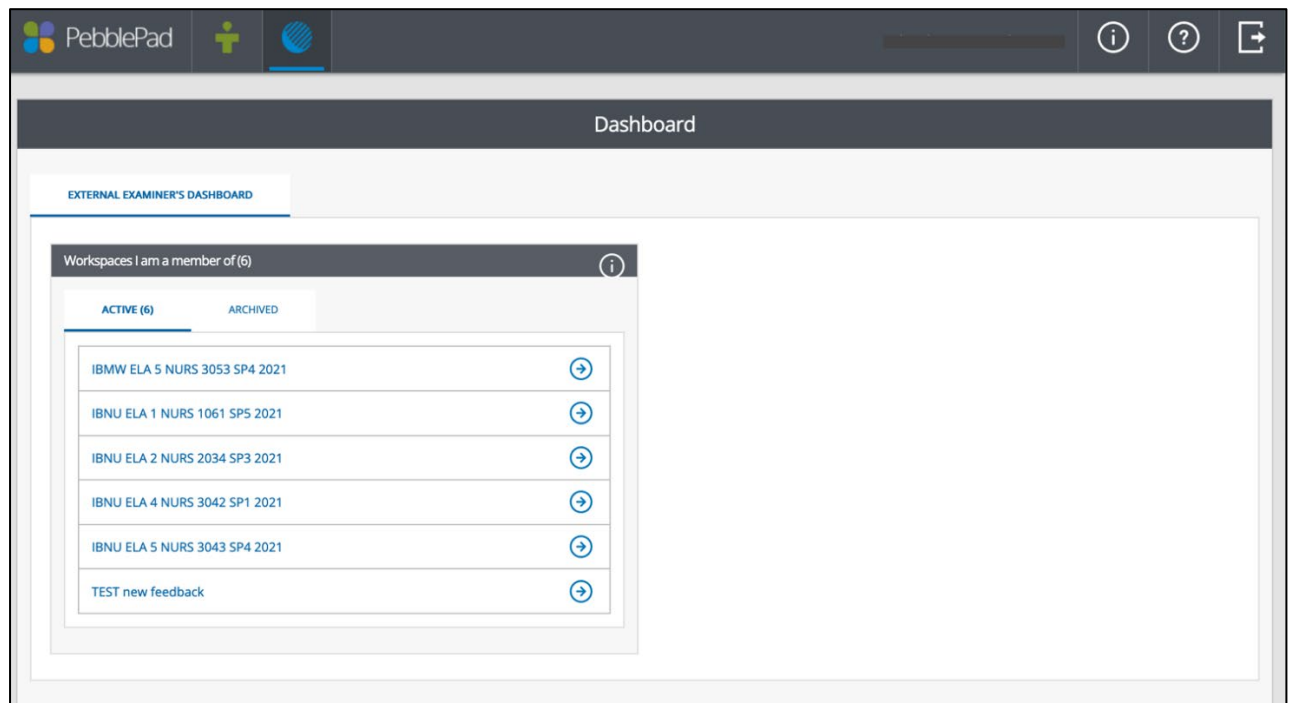 PebblePad
Dashboard
EXTERNAL EXAMINER'S DASHBOARD
Workspaces I am a member of (6)
ACTIVE (6) ARCHIVED
IBMW ELA 5 NURS 3053 SP4 2021
IBNU ELA 1 NURS 1061 SP5 2021
IBNU ELA 2 NURS 2034 SP3 2021
IBNU ELA 4 NURS 3042 SP1 2021
IBNU ELA 5 NURS 3043 SP4 2021
TEST new feedback